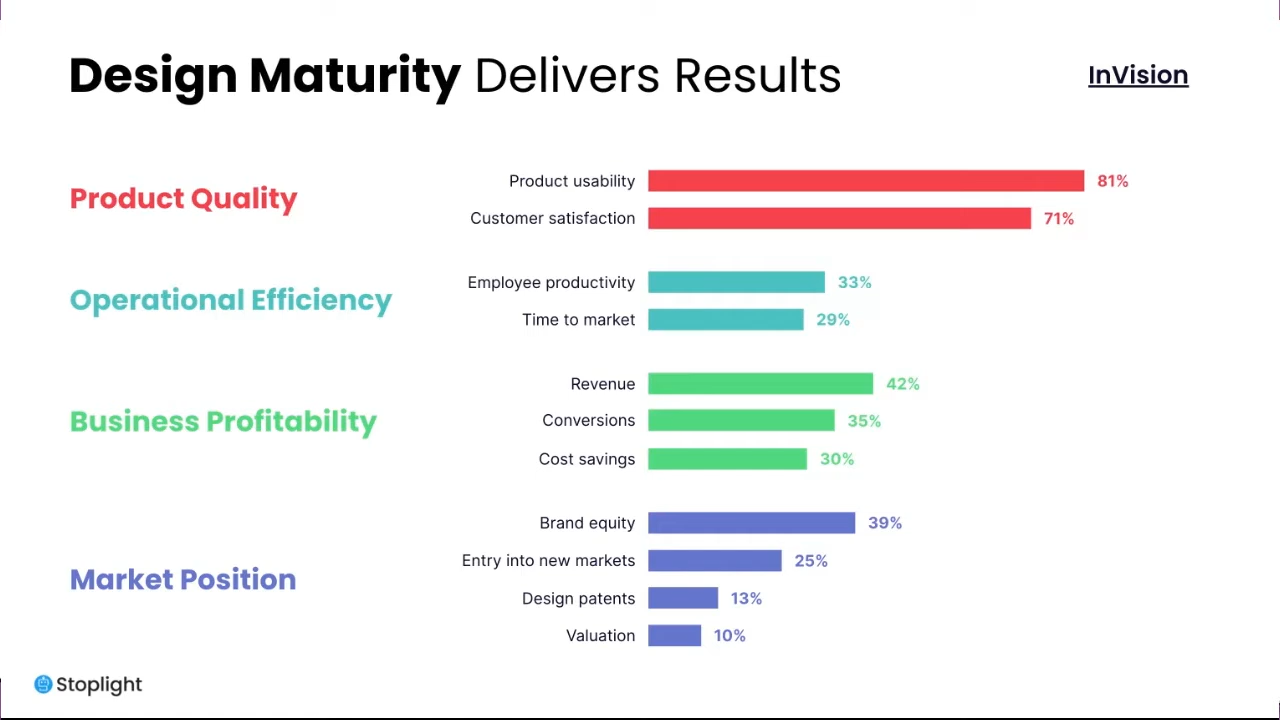 Design Maturity Delivers Results
InVision
Product Quality
Product usability 81%
Customer satisfaction 71%
Operational Efficiency
Employee productivity 33%
Time to market 29%
Business Profitability
Revenue 42%
Conversions 35%
Cost savings 30%
Market Position
Brand equity 39%
Entry into new markets 25%
Design patents 13%
Valuation 10%
Stoplight